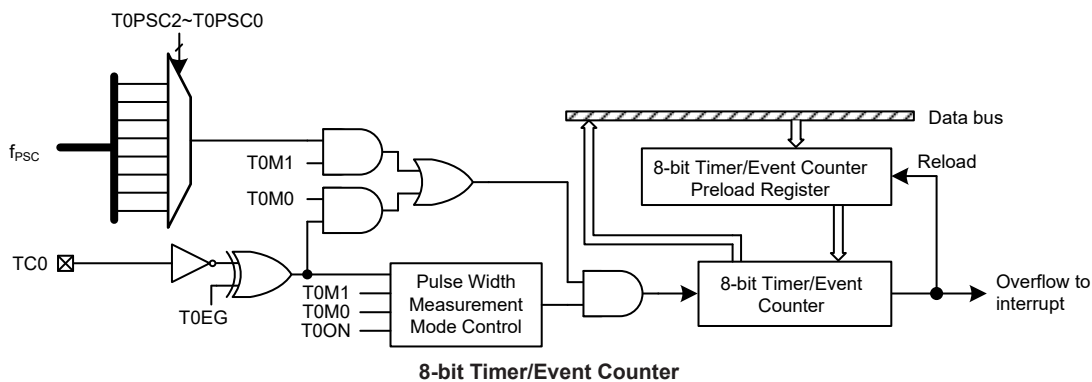 T0PSC2~T0PSC0
fPSC
T0M1
T0M0
TC0
T0EG
T0M1
T0M0
T0ON
Pulse Width
Measurement
Mode Control
Data bus
8-bit Timer/Event Counter
Preload Register
Reload
8-bit Timer/Event
Counter
Overflow to
interrupt
8-bit Timer/Event Counter